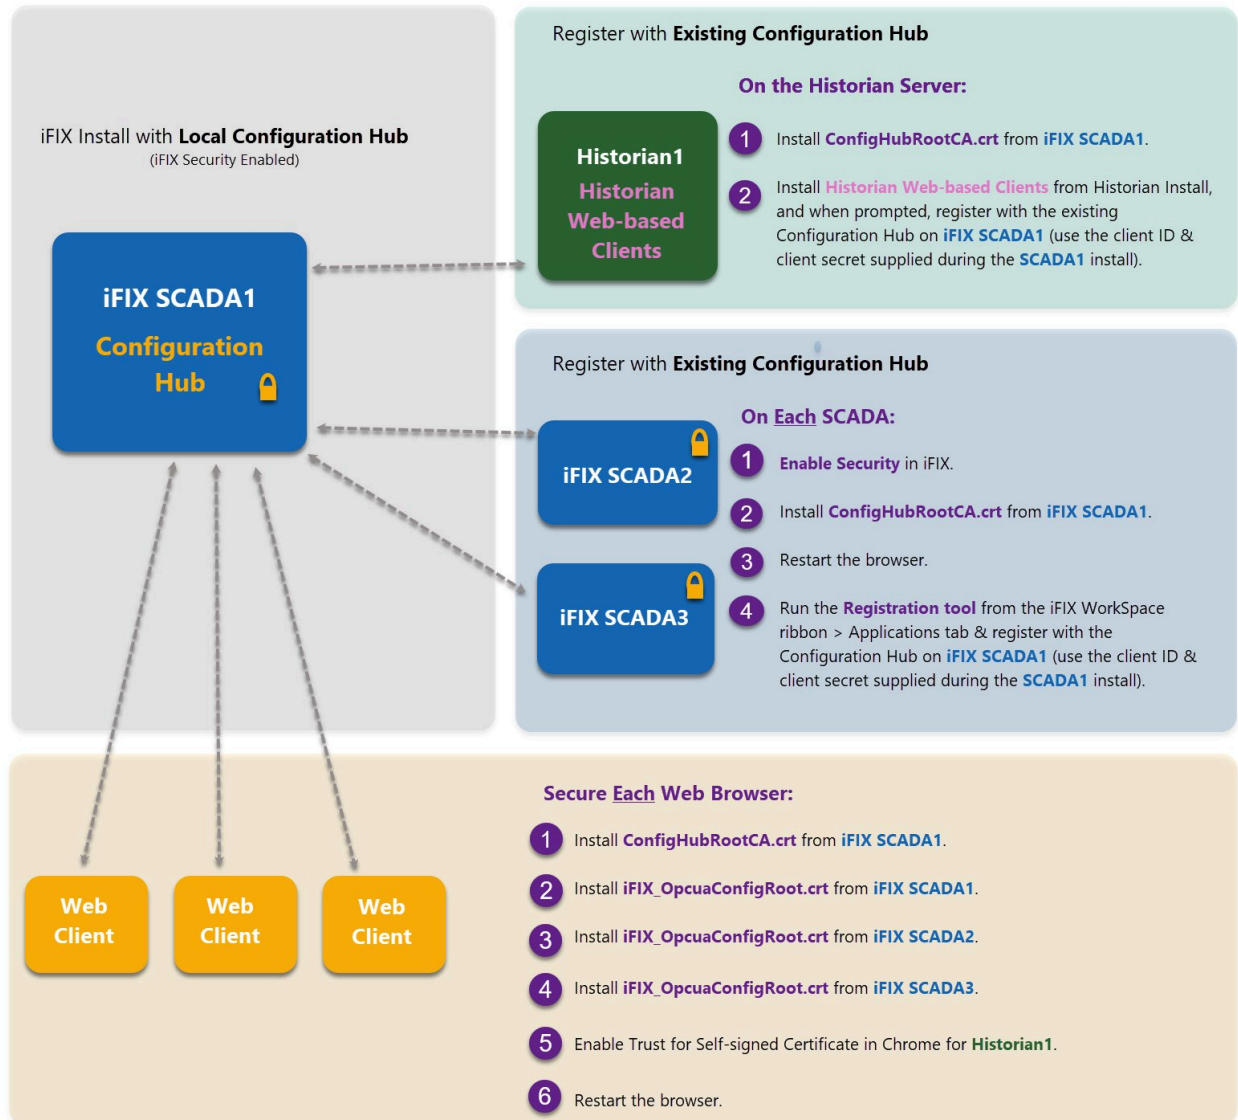 iFIX Install with Local Configuration Hub
(iFIX Security Enabled)
iFIX SCADA1
Configuration
Hub
Register with Existing Configuration Hub
Historian1
Historian
Web-based
Clients
On the Historian Server:
1 Install ConfigHubRootCA.crt from iFIX SCADA1.
2 Install Historian Web-based Clients from Historian Install,
and when prompted, register with the existing
Configuration Hub on iFIX SCADA1 (use the client ID &
client secret supplied during the SCADA1 install).
Register with Existing Configuration Hub
iFIX SCADA2
iFIX SCADA3
On Each SCADA:
1 Enable Security in iFIX.
2 Install ConfigHubRootCA.crt from iFIX SCADA1.
3 Restart the browser.
4 Run the Registration tool from the iFIX WorkSpace
ribbon > Applications tab & register with the
Configuration Hub on iFIX SCADA1 (use the client ID &
client secret supplied during the SCADA1 install).
Web
Client
Web
Client
Web
Client
Secure Each Web Browser:
1 Install ConfigHubRootCA.crt from iFIX SCADA1.
2 Install iFIX_OpcuaConfigRoot.crt from iFIX SCADA1.
3 Install iFIX_OpcuaConfigRoot.crt from iFIX SCADA2.
4 Install iFIX_OpcuaConfigRoot.crt from iFIX SCADA3.
5 Enable Trust for Self-signed Certificate in Chrome for Historian1.
6 Restart the browser.